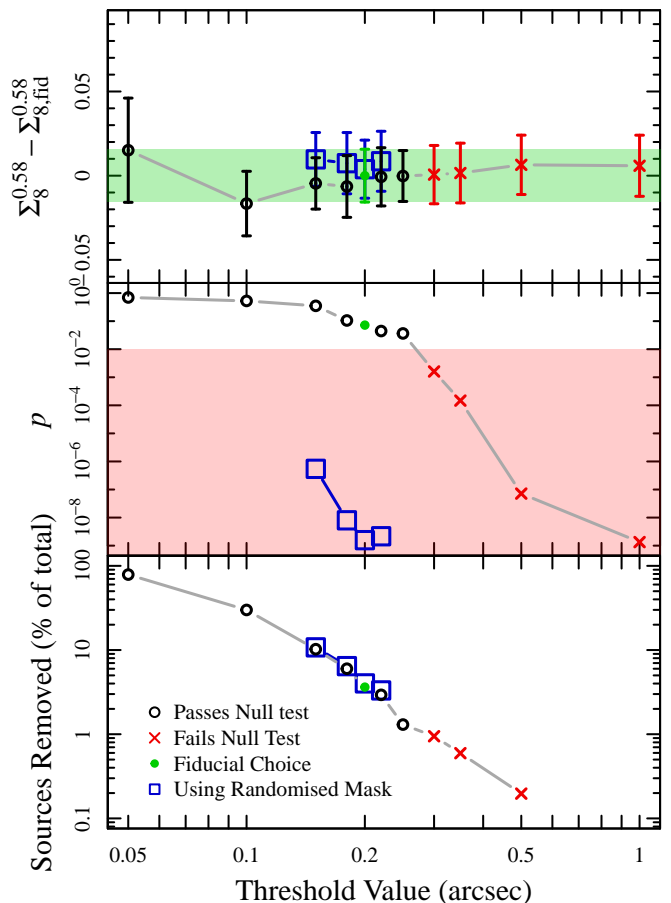 Σ₈^0.58 − Σ₈,fid^0.58
0.05
0
0.05
p
10^0
10^−2
10^−4
10^−6
10^−8
Sources Removed (% of total)
100
10
1
0.1
Passes Null test
Fails Null Test
Fiducial Choice
Using Randomised Mask
0.05
0.1
0.2
0.5
1
Threshold Value (arcsec)